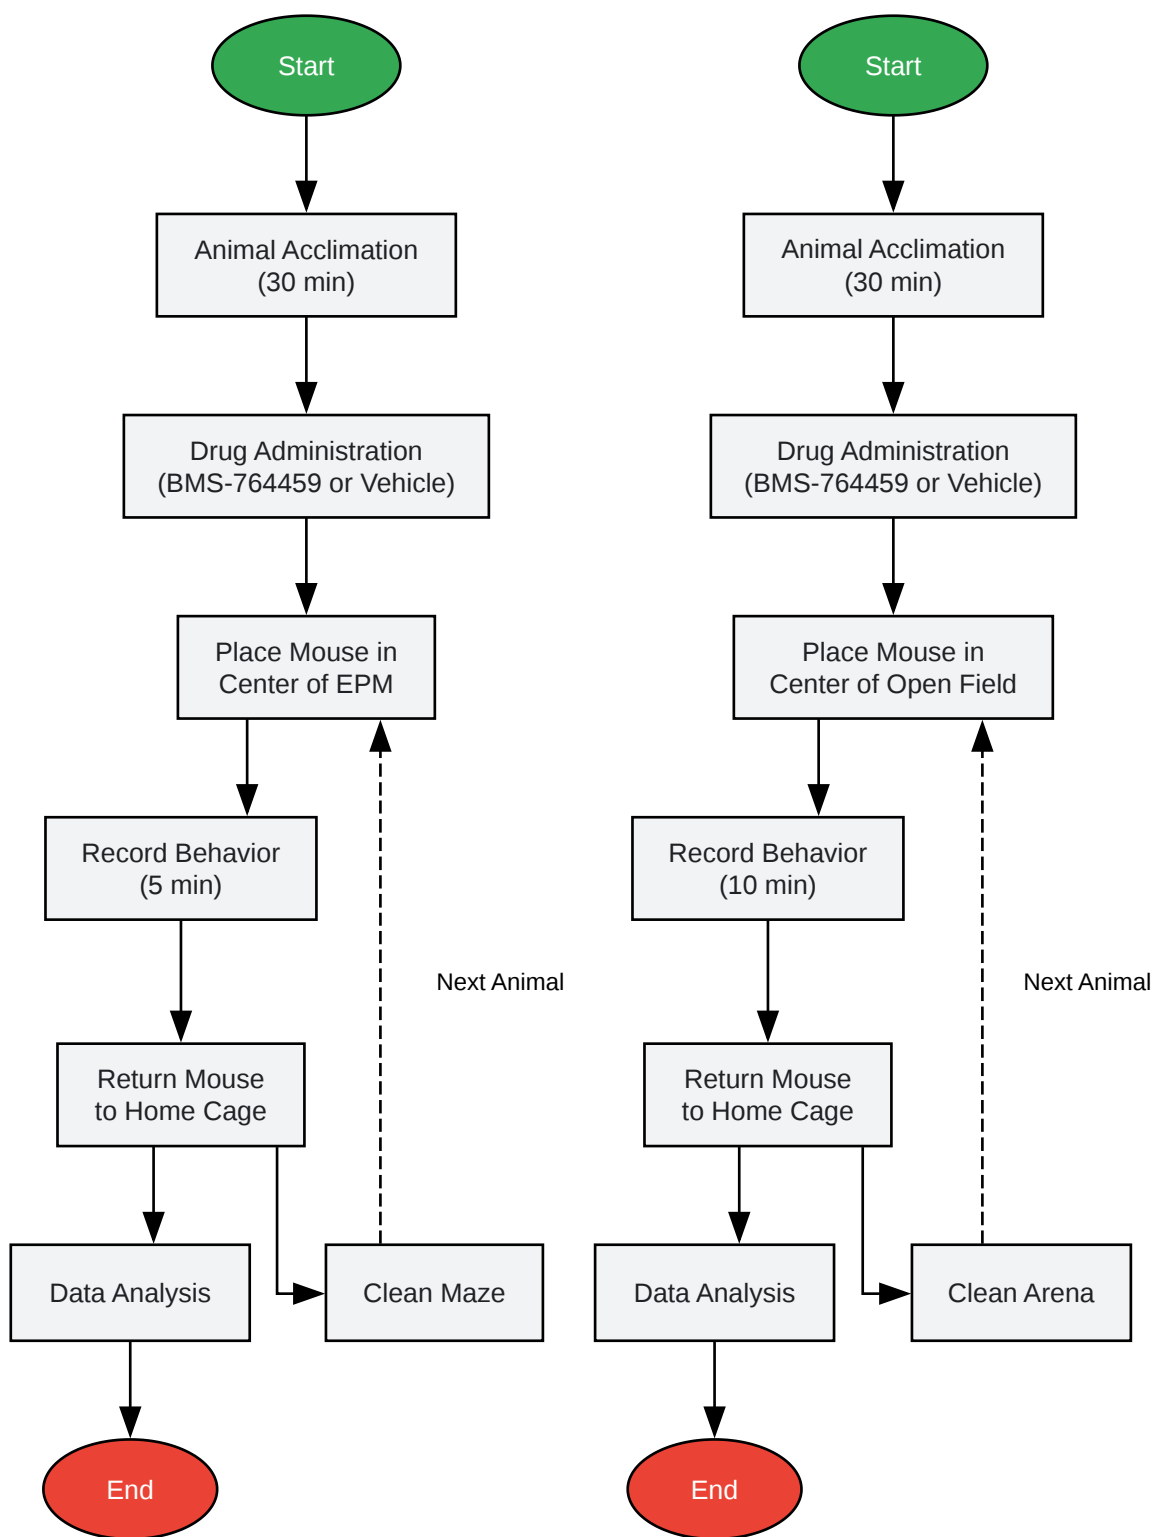 Start
Animal Acclimation
(30 min)
Drug Administration
(BMS-764459 or Vehicle)
Place Mouse in
Center of EPM
Record Behavior
(5 min)
Next Animal
Return Mouse
to Home Cage
Data Analysis
Clean Maze
End
Start
Animal Acclimation
(30 min)
Drug Administration
(BMS-764459 or Vehicle)
Place Mouse in
Center of Open Field
Record Behavior
(10 min)
Next Animal
Return Mouse
to Home Cage
Data Analysis
Clean Arena
End